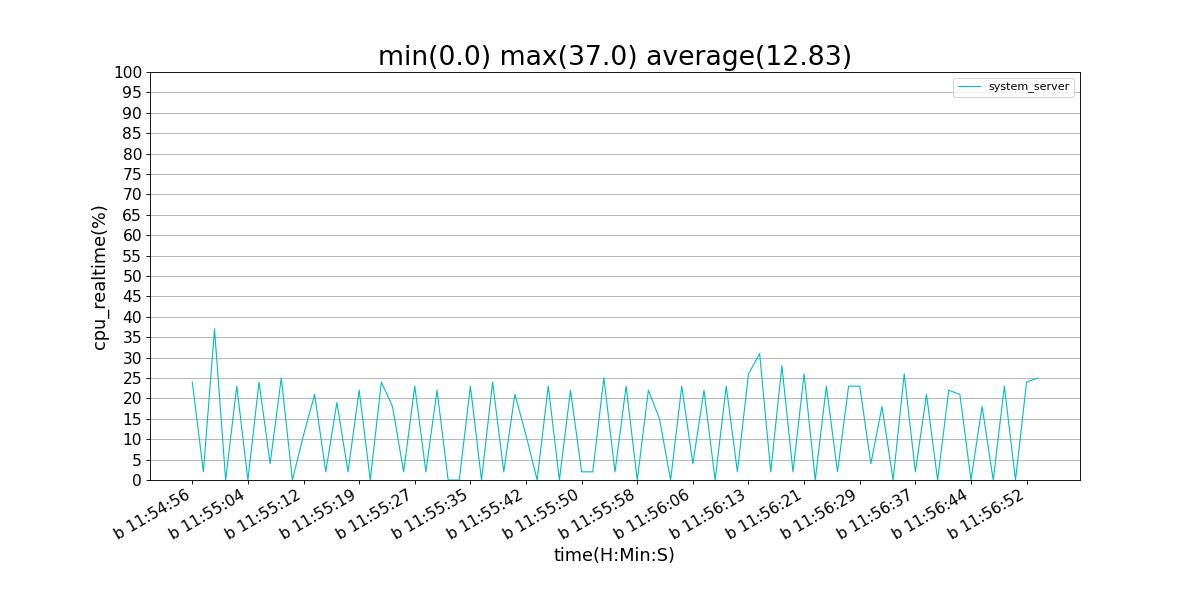 min(0.0) max(37.0) average(12.83)
system_server
cpu_realtime(%)
100
95
90
85
80
75
70
65
60
55
50
45
40
35
30
25
20
15
10
5
0
b 11:54:56
b 11:55:04
b 11:55:12
b 11:55:19
b 11:55:27
b 11:55:35
b 11:55:42
b 11:55:50
b 11:55:58
b 11:56:06
b 11:56:13
b 11:56:21
b 11:56:29
b 11:56:37
b 11:56:44
b 11:56:52
time(H:Min:S)